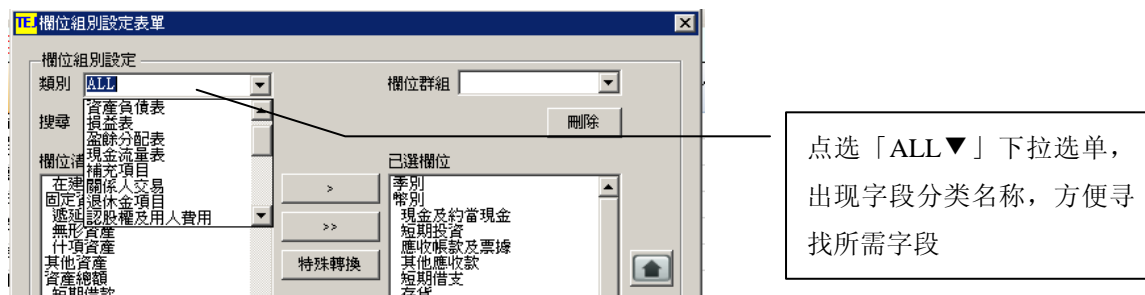 TEJ 欄位組別設定表單
欄位組別設定
類別 ALL
欄位群組
資產負債表
損益表
盈餘分配表
現金流量表
補充項目
關係人交易
退休金項目
認股權及用人費用
搜尋
刪除
欄位清
在建
固定資
遞延
無形資產
什項資產
其他資產
資產總額
短期借款
>
>>
特殊轉換
已選欄位
季別
幣別
現金及約當現金
短期投資
應收帳款及票據
其他應收款
短期借支
存貨
点选「ALL▼」下拉选单，
出现字段分类名称，方便寻
找所需字段